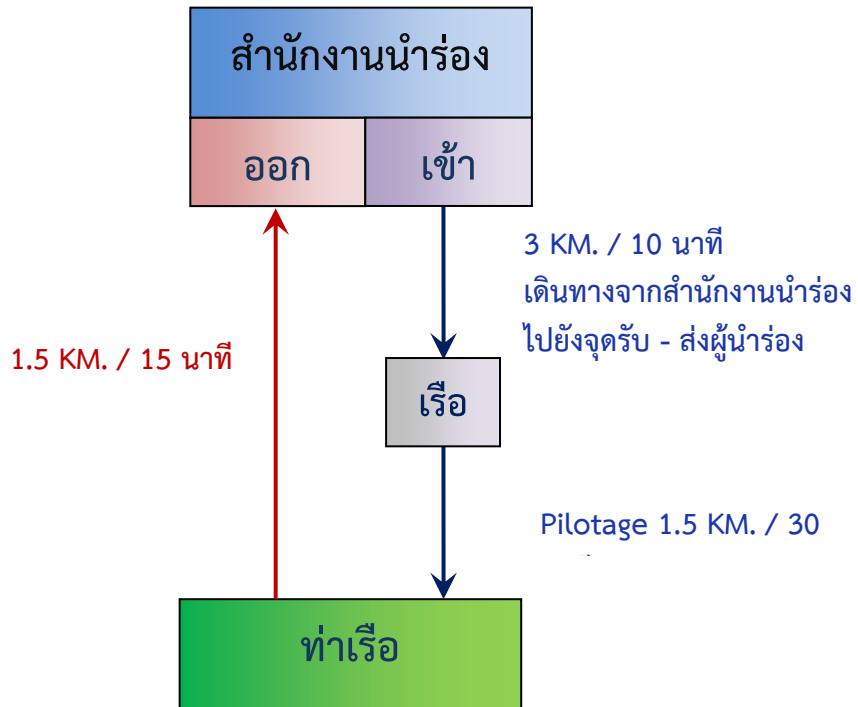 สำนักงานนำร่อง
ออก
เข้า
3 KM. / 10 นาที
เดินทางจากสำนักงานนำร่อง
ไปยังจุดรับ - ส่งผู้นำร่อง
1.5 KM. / 15 นาที
เรือ
Pilotage 1.5 KM. / 30
ท่าเรือ